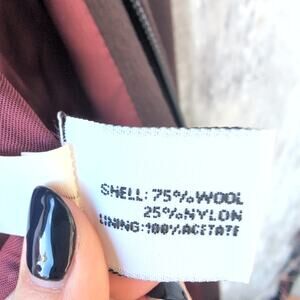 SHELL: 75% WOOL
25% NYLON
LINING: 100% ACETATE